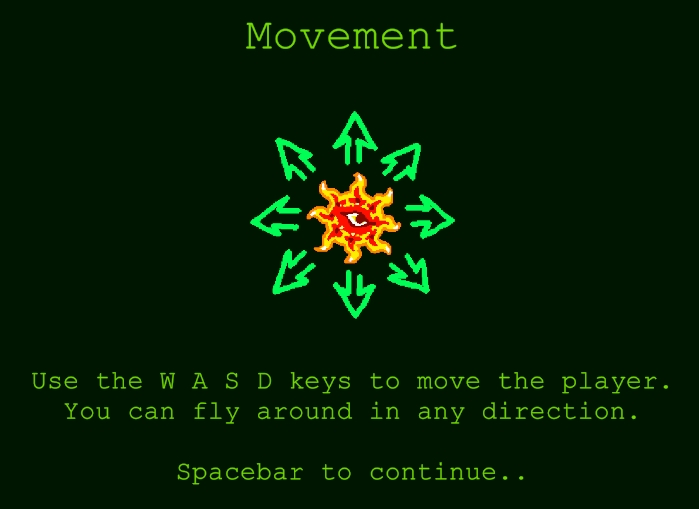 Movement
Use the W A S D keys to move the player.
You can fly around in any direction.
Spacebar to continue..